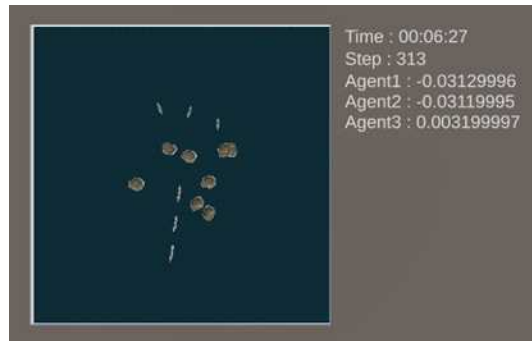 Time : 00:06:27
Step : 313
Agent1 : -0.03129996
Agent2 : -0.03119995
Agent3 : 0.003199997